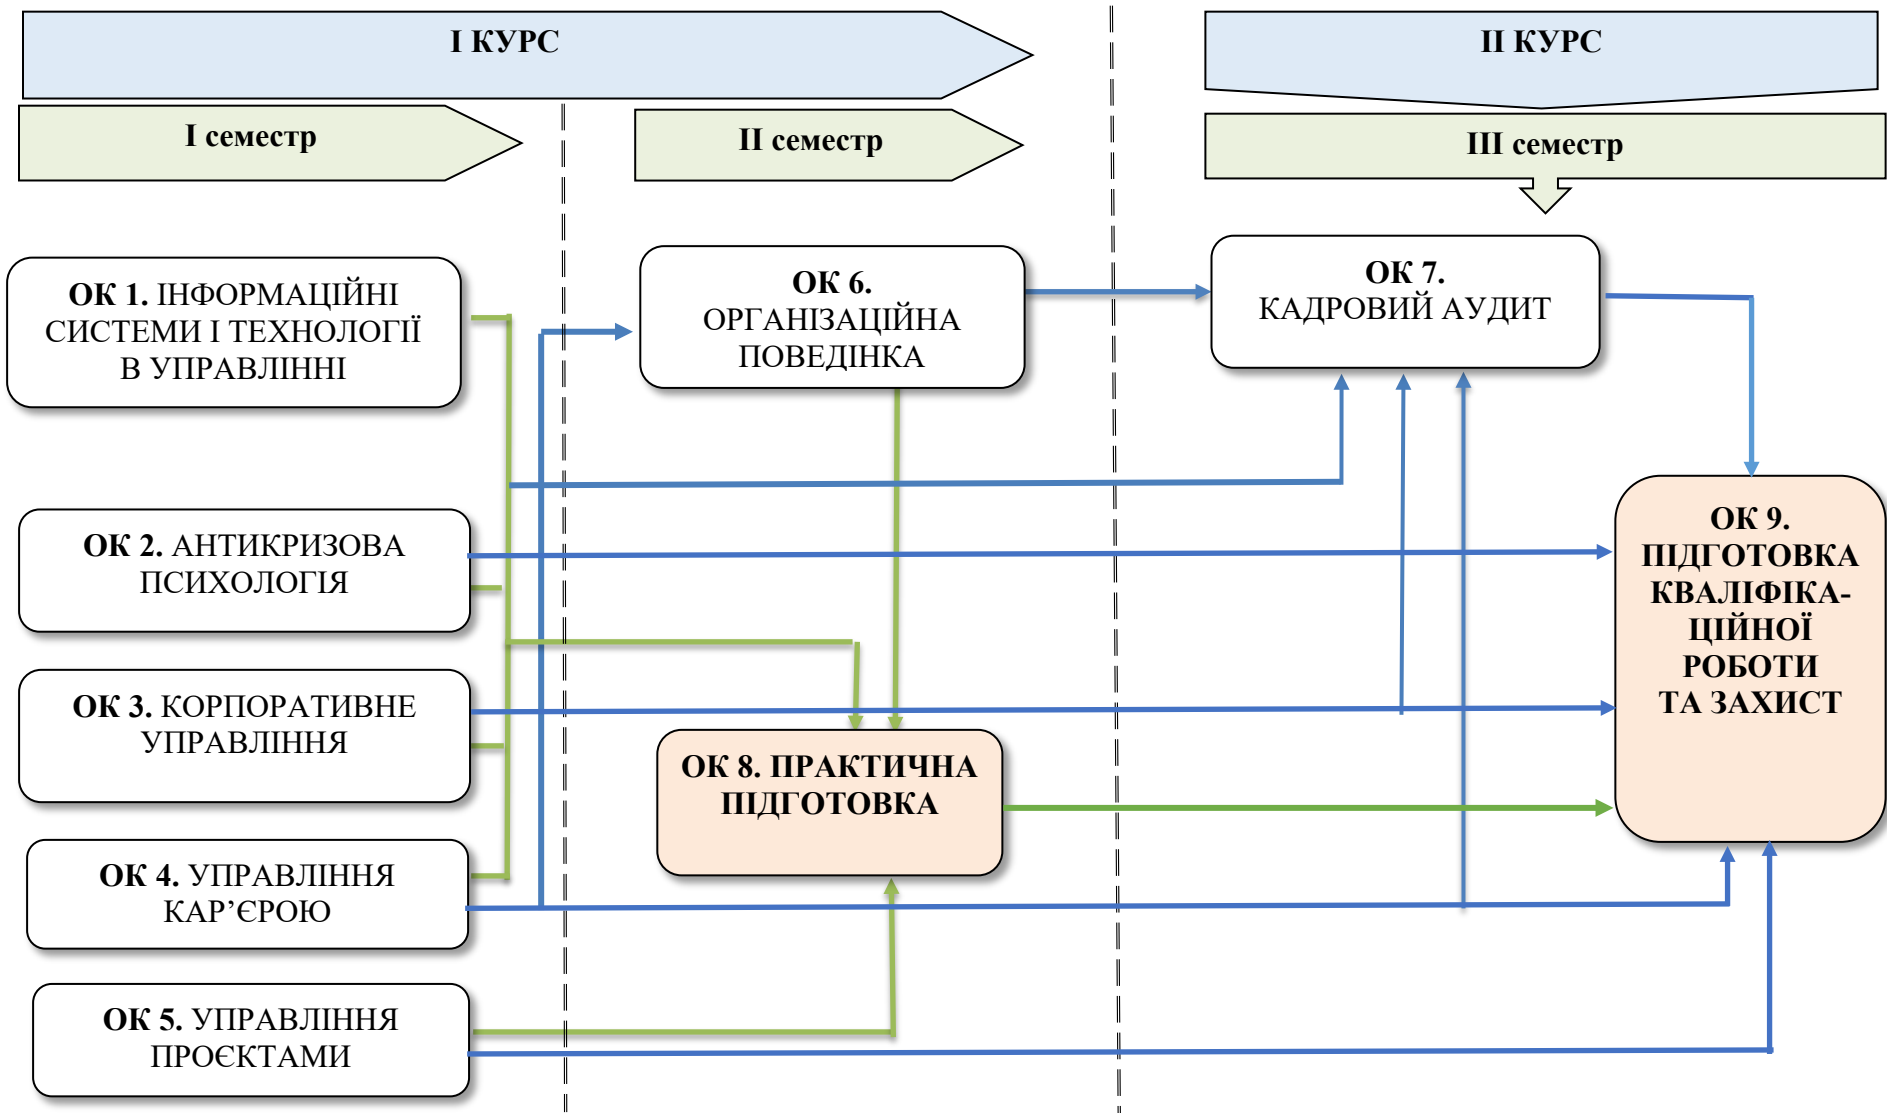 І КУРС
ІІ КУРС
І семестр
ІІ семестр
ІІІ семестр
ОК 1. ІНФОРМАЦІЙНІ
СИСТЕМИ І ТЕХНОЛОГІЇ
В УПРАВЛІННІ
ОК 6.
ОРГАНІЗАЦІЙНА
ПОВЕДІНКА
ОК 7.
КАДРОВИЙ АУДИТ
ОК 2. АНТИКРИЗОВА
ПСИХОЛОГІЯ
ОК 3. КОРПОРАТИВНЕ
УПРАВЛІННЯ
ОК 8. ПРАКТИЧНА
ПІДГОТОВКА
ОК 9.
ПІДГОТОВКА
КВАЛІФІКА-
ЦІЙНОЇ
РОБОТИ
ТА ЗАХИСТ
ОК 4. УПРАВЛІННЯ
КАР’ЄРОЮ
ОК 5. УПРАВЛІННЯ
ПРОЄКТАМИ